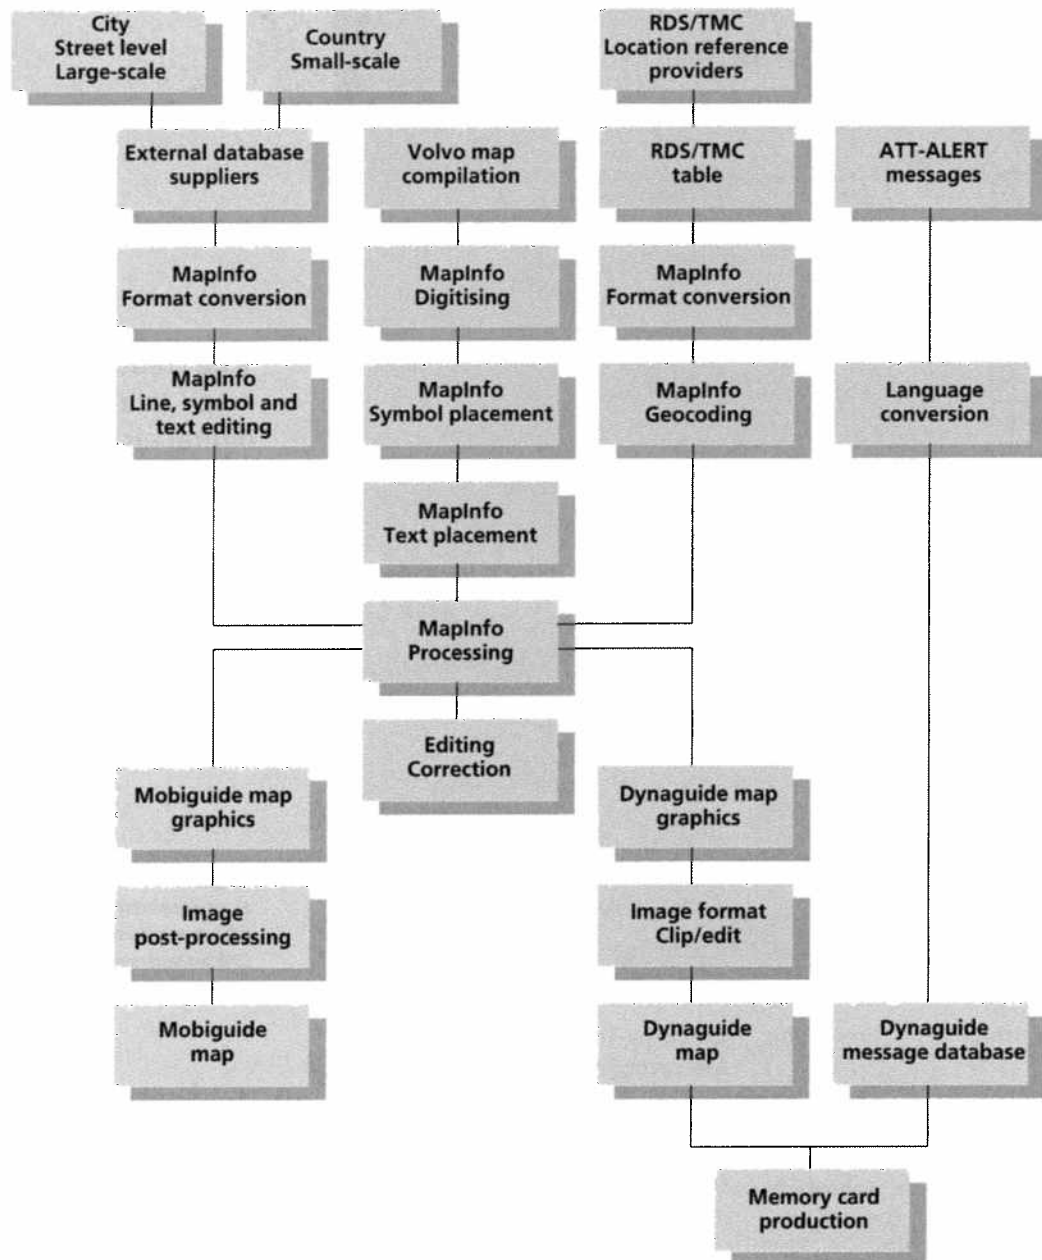 City
Street level
Large-scale
Country
Small-scale
RDS/TMC
Location reference
providers
External database
suppliers
Volvo map
compilation
RDS/TMC
table
ATT-ALERT
messages
MapInfo
Format conversion
MapInfo
Digitising
MapInfo
Format conversion
MapInfo
Line, symbol and
text editing
MapInfo
Symbol placement
MapInfo
Geocoding
Language
conversion
MapInfo
Text placement
MapInfo
Processing
Editing
Correction
Mobiguide map
graphics
Dynaguide map
graphics
Image
post-processing
Image format
Clip/edit
Mobiguide
map
Dynaguide
map
Dynaguide
message database
Memory card
production